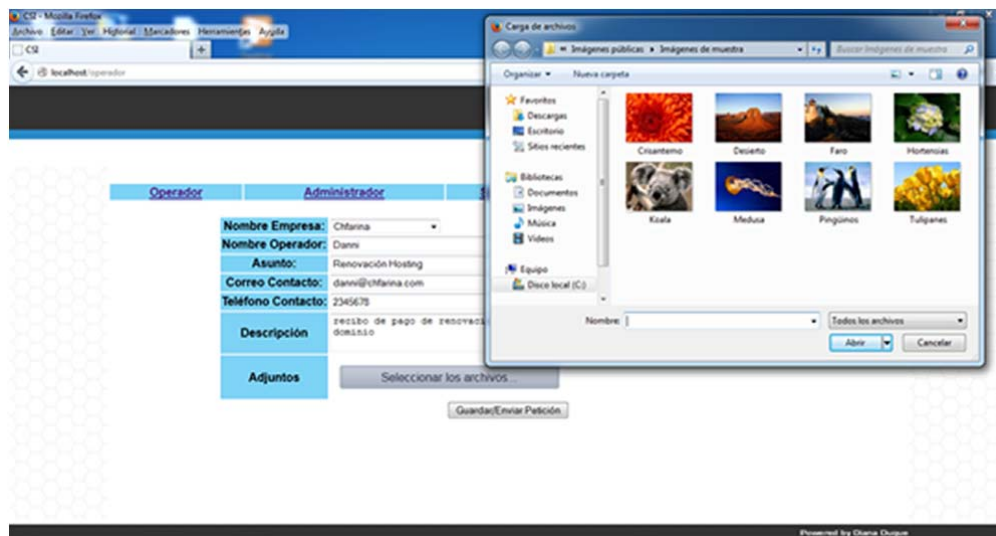 CSI - Mozilla Firefox
Archivo Editar Ver Historial Marcadores Herramientas Ayuda
CSI
localhost/operador
Operador Administrador
Nombre Empresa: Chfarina
Nombre Operador: Danni
Asunto: Renovación Hosting
Correo Contacto: danni@chfarina.com
Teléfono Contacto: 2345678
Descripción
recibo de pago de
dominio
Adjuntos Seleccionar los archivos...
Guardar/Enviar Petición
Carga de archivos
Imágenes públicas Imágenes de muestra Buscar Imágenes de muestra
Organizar Nueva carpeta
Favoritos
Descargas
Escritorio
Sitios recientes
Bibliotecas
Documentos
Imágenes
Música
Videos
Equipo
Disco local (C:)
Crisantemo Desierto Faro Hortensias
Koala Medusa Pingüinos Tulipanes
Nombre: Todos los archivos
Abrir Cancelar
Powered by Diana Duque